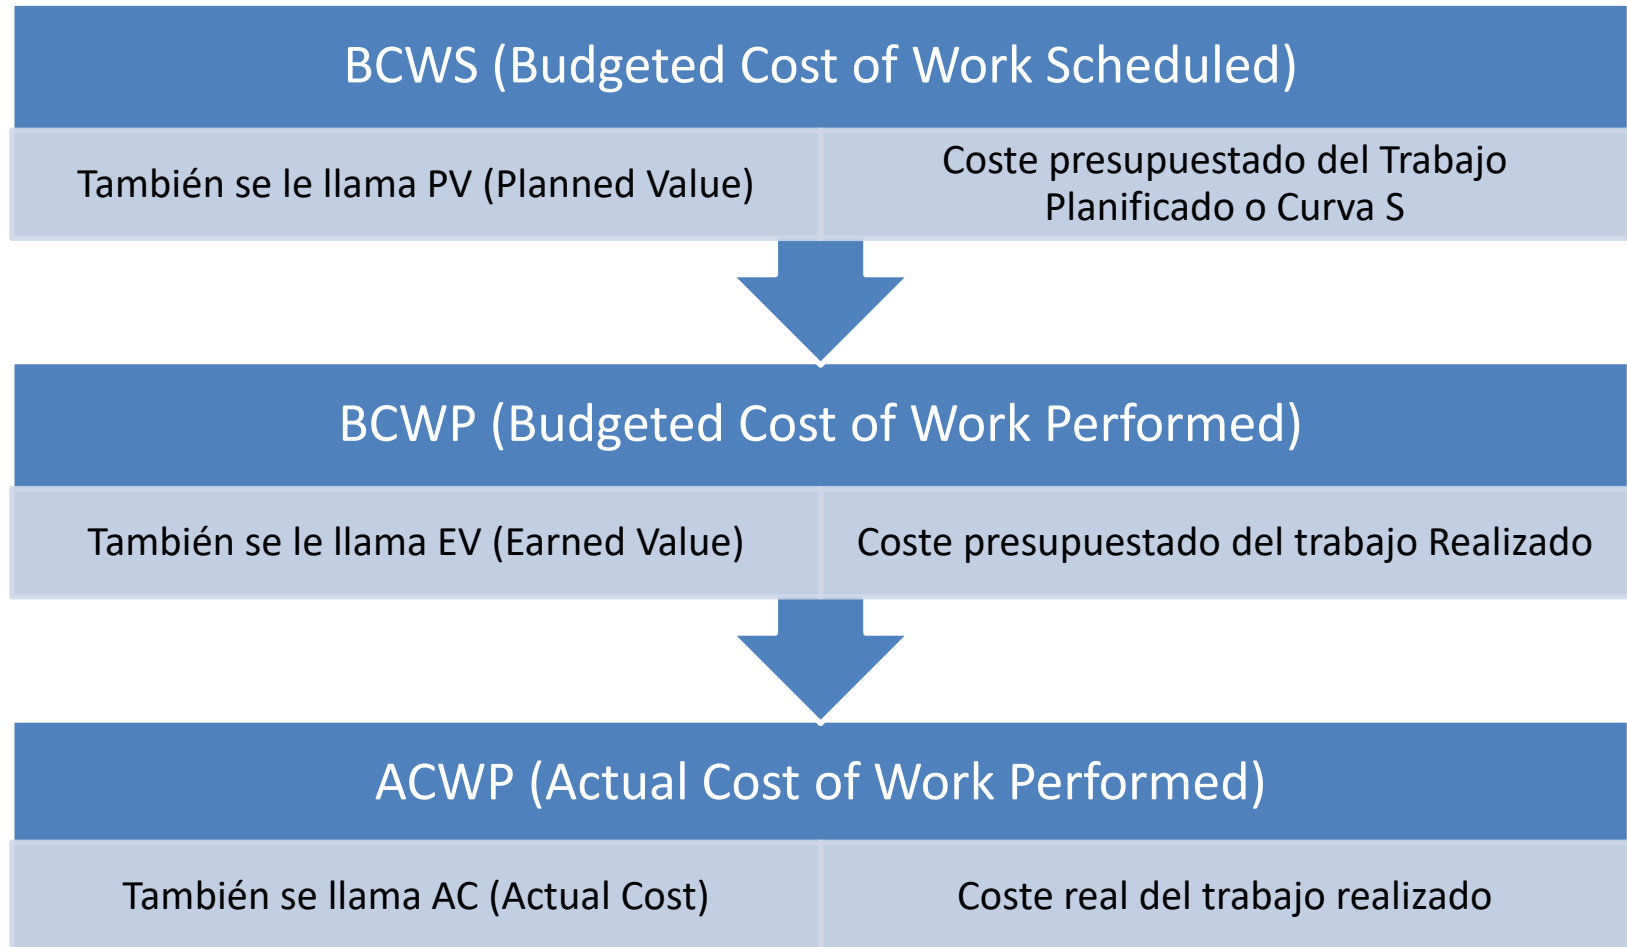 BCWS (Budgeted Cost of Work Scheduled)
También se le llama PV (Planned Value)
Coste presupuestado del Trabajo
Planificado o Curva S
BCWP (Budgeted Cost of Work Performed)
También se le llama EV (Earned Value)
Coste presupuestado del trabajo Realizado
ACWP (Actual Cost of Work Performed)
También se llama AC (Actual Cost)
Coste real del trabajo realizado